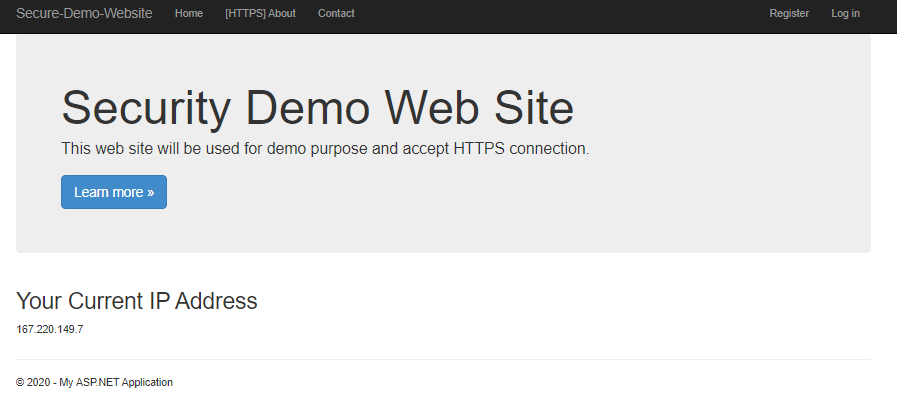 Secure-Demo-Website Home [HTTPS] About Contact Register Log in
Security Demo Web Site
This web site will be used for demo purpose and accept HTTPS connection.
Learn more »
Your Current IP Address
167.220.149.7
© 2020 - My ASP.NET Application